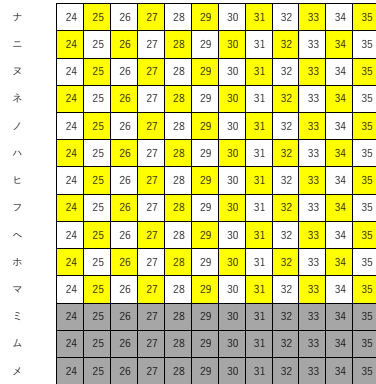 ナ 24 25 26 27 28 29 30 31 32 33 34 35
ニ 24 25 26 27 28 29 30 31 32 33 34 35
ヌ 24 25 26 27 28 29 30 31 32 33 34 35
ネ 24 25 26 27 28 29 30 31 32 33 34 35
ノ 24 25 26 27 28 29 30 31 32 33 34 35
ハ 24 25 26 27 28 29 30 31 32 33 34 35
ヒ 24 25 26 27 28 29 30 31 32 33 34 35
フ 24 25 26 27 28 29 30 31 32 33 34 35
ヘ 24 25 26 27 28 29 30 31 32 33 34 35
ホ 24 25 26 27 28 29 30 31 32 33 34 35
マ 24 25 26 27 28 29 30 31 32 33 34 35
ミ 24 25 26 27 28 29 30 31 32 33 34 35
ム 24 25 26 27 28 29 30 31 32 33 34 35
メ 24 25 26 27 28 29 30 31 32 33 34 35